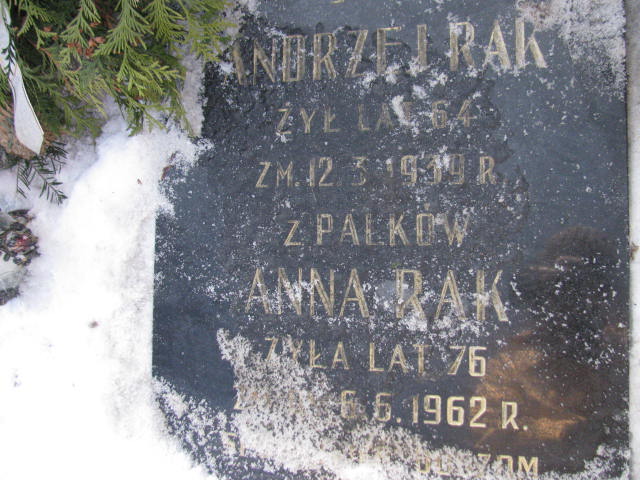 ANDRZEJ RAK
ŻYŁ LAT 64
ZM. 12. 3. 1939 R.
Z PAŁKÓW
ANNA RAK
ŻYŁA LAT 76
6. 6. 1962 R.